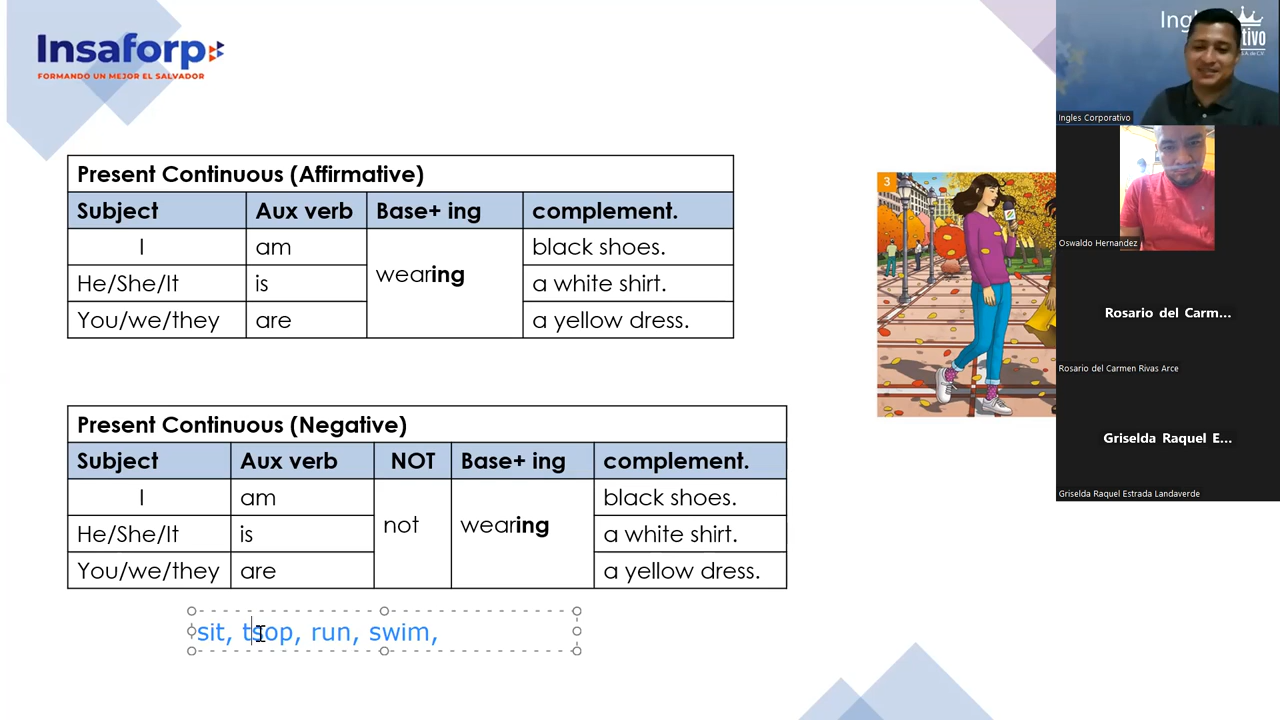 Insaforp
FORMANDO UN MEJOR EL SALVADOR
Present Continuous (Affirmative)
Subject Aux verb Base+ ing complement.
I am wearing black shoes.
He/She/It is a white shirt.
You/we/they are a yellow dress.
3
Present Continuous (Negative)
Subject Aux verb NOT Base+ ing complement.
I am not wearing black shoes.
He/She/It is a white shirt.
You/we/they are a yellow dress.
sit, tsop, run, swim,
Ingles Corporativo
Oswaldo Hernandez
Rosario del Carm...
Rosario del Carmen Rivas Arce
Griselda Raquel E...
Griselda Raquel Estrada Landaverde